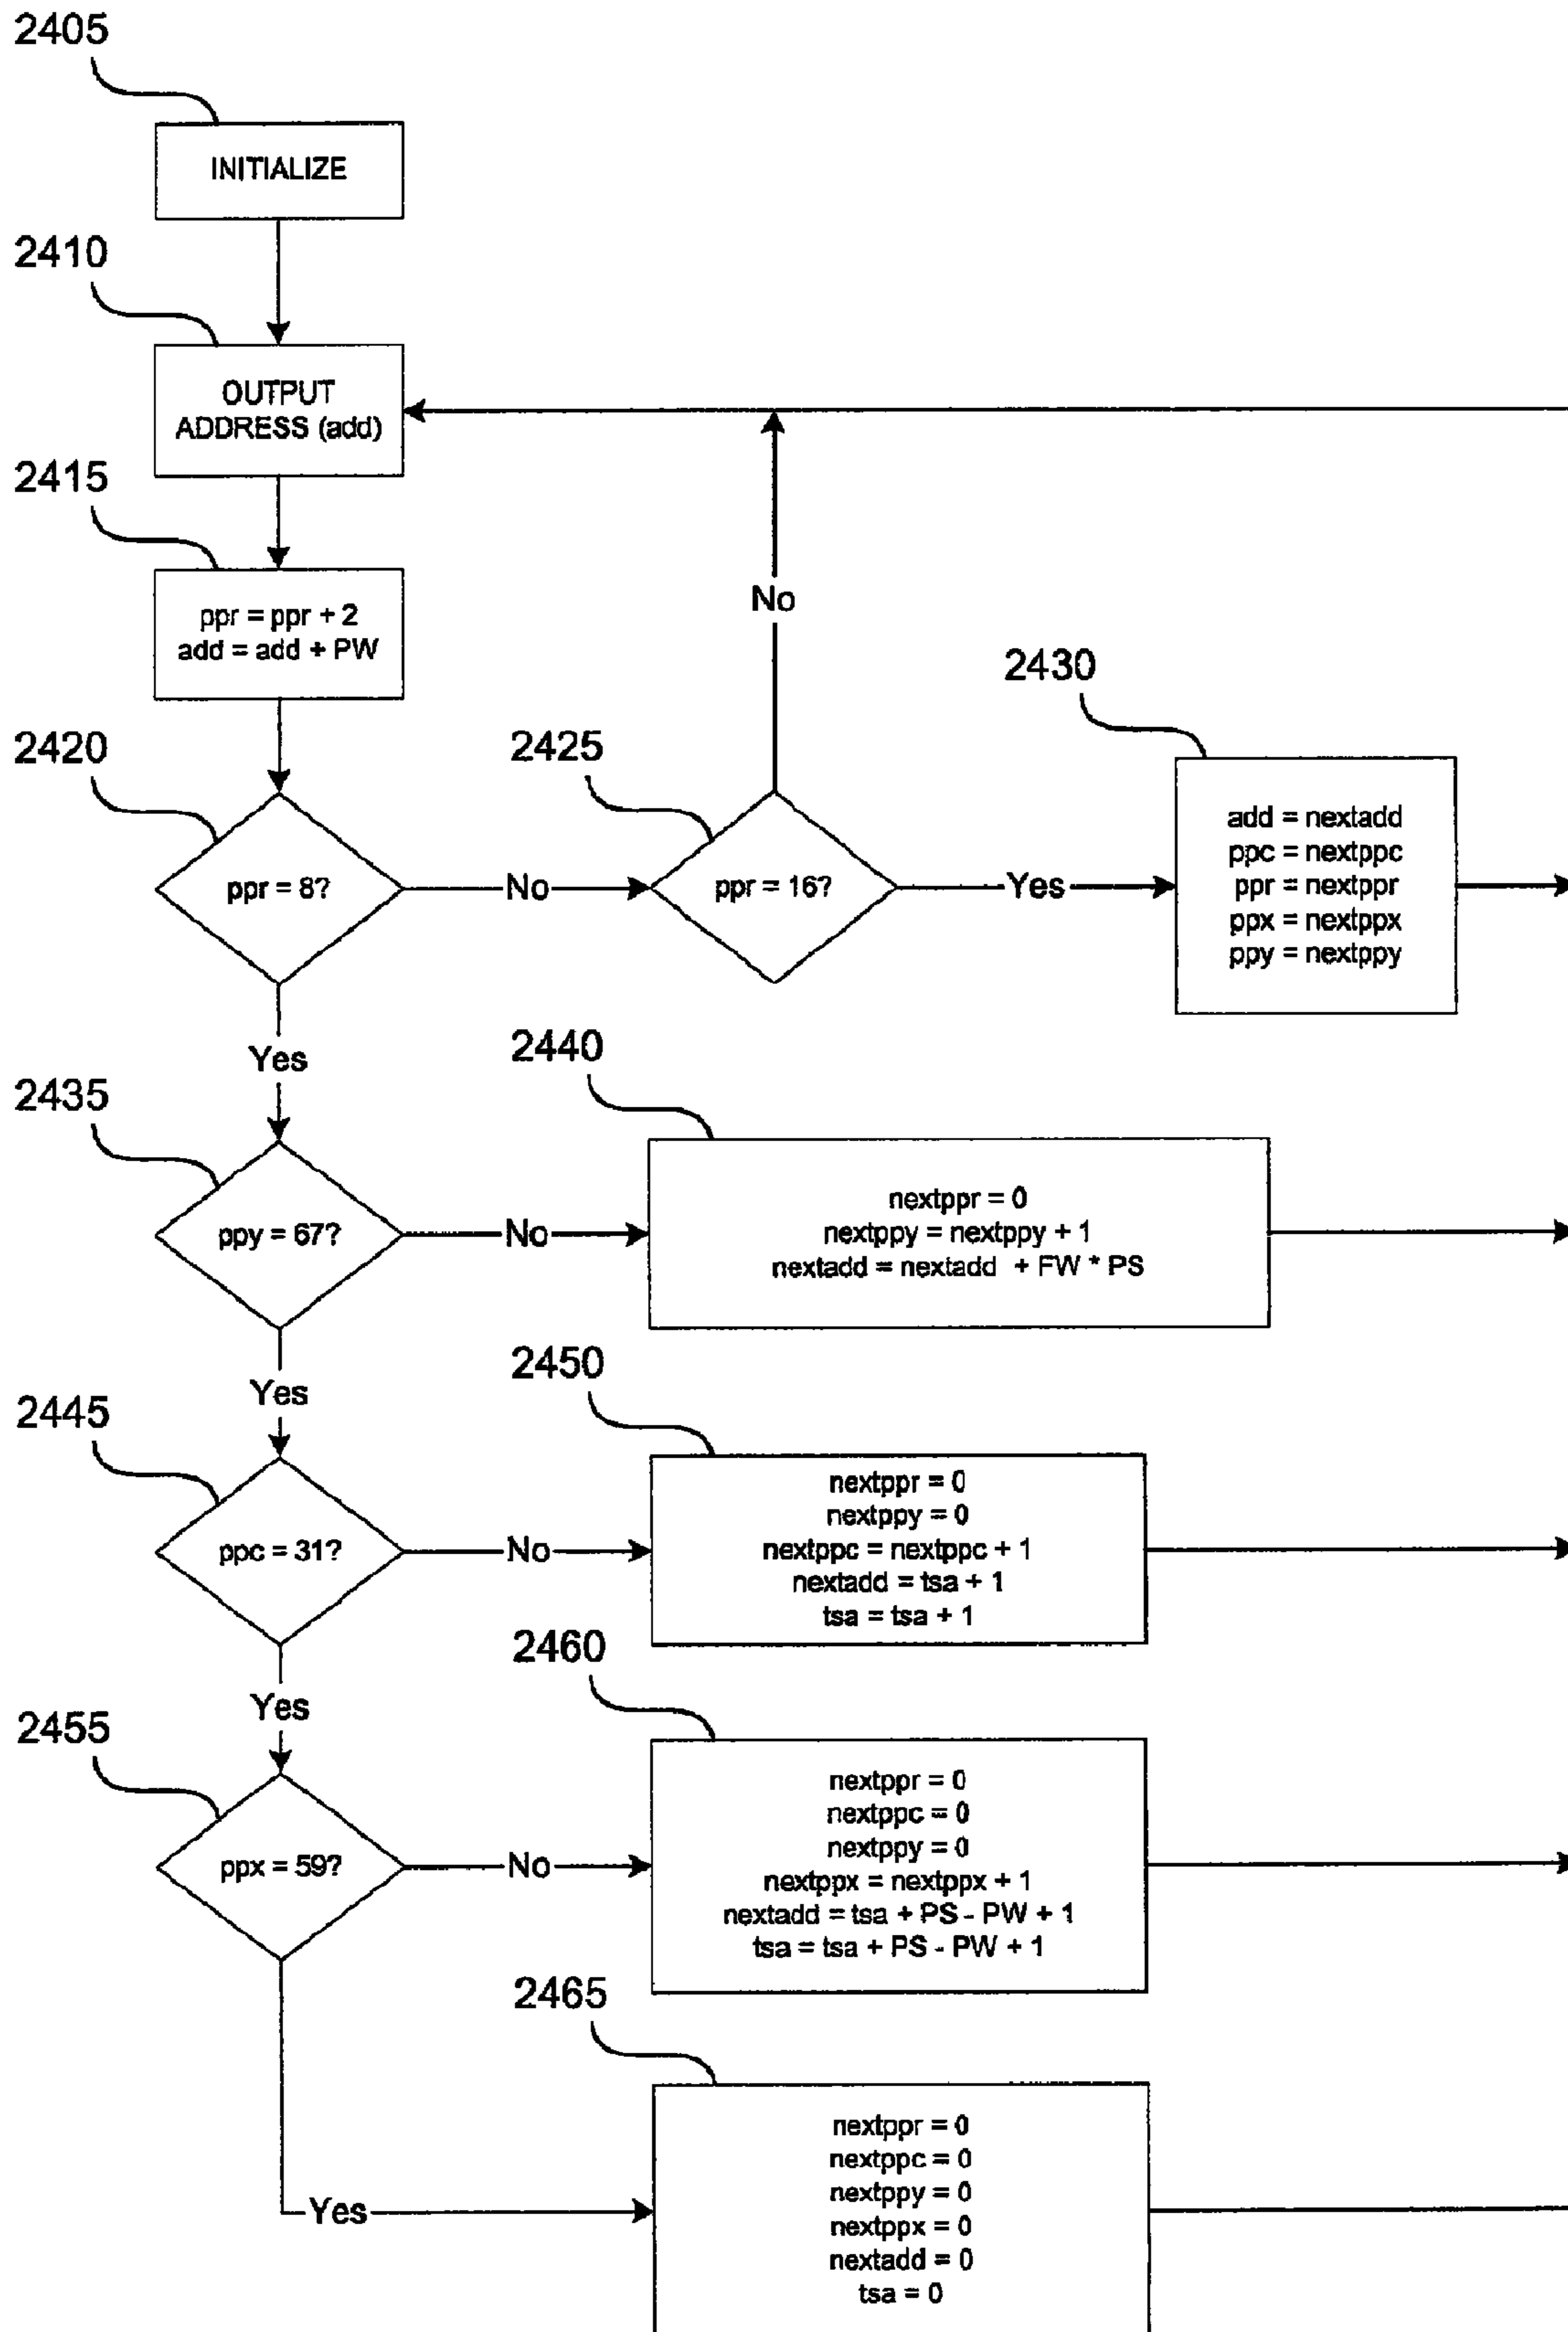 2405
INITIALIZE
2410
OUTPUT
ADDRESS (add)
2415
ppr = ppr + 2
add = add + PW
No
2430
2420
2425
add = nextadd
ppc = nextppc
ppr = nextppr
ppx = nextppx
ppy = nextppy
ppr = 8?
No
ppr = 16?
Yes
Yes
2435
2440
ppy = 67?
No
nextppr = 0
nextppy = nextppy + 1
nextadd = nextadd + FW * PS
Yes
2445
2450
ppc = 31?
No
nextppr = 0
nextppy = 0
nextppc = nextppc + 1
nextadd = tsa + 1
tsa = tsa + 1
Yes
2455
2460
ppx = 59?
No
nextppr = 0
nextppc = 0
nextppy = 0
nextppx = nextppx + 1
nextadd = tsa + PS - PW + 1
tsa = tsa + PS - PW + 1
2465
Yes
nextppr = 0
nextppc = 0
nextppy = 0
nextppx = 0
nextadd = 0
tsa = 0